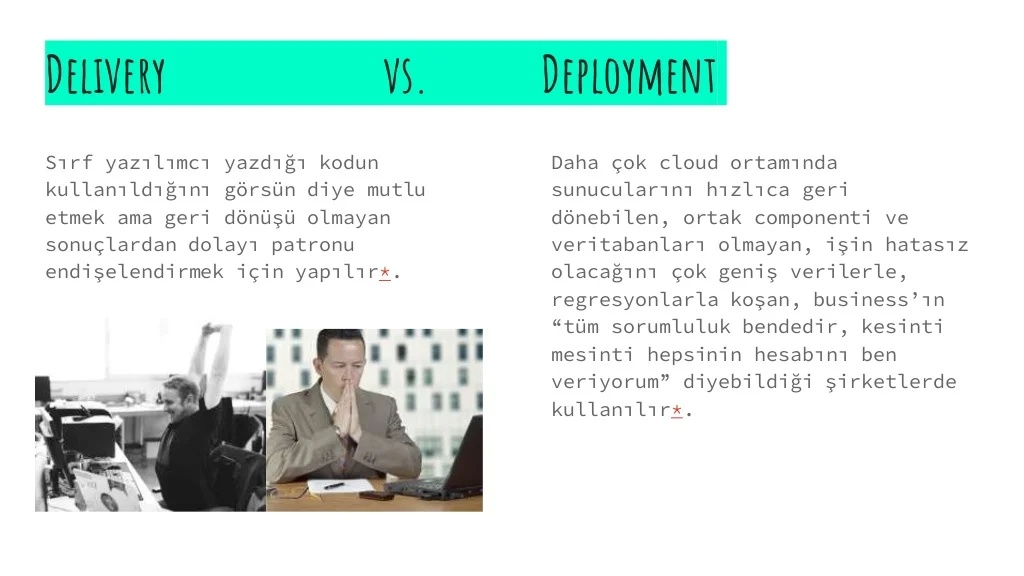 Delivery vs. Deployment
Sırf yazılımcı yazdığı kodun
kullanıldığını görsün diye mutlu
etmek ama geri dönüşü olmayan
sonuçlardan dolayı patronu
endişelendirmek için yapılır*.
Daha çok cloud ortamında
sunucularını hızlıca geri
dönebilen, ortak componenti ve
veritabanları olmayan, işin hatasız
olacağını çok geniş verilerle,
regresyonlarla koşan, business’ın
“tüm sorumluluk bendedir, kesinti
mesinti hepsinin hesabını ben
veriyorum” diyebildiği şirketlerde
kullanılır*.